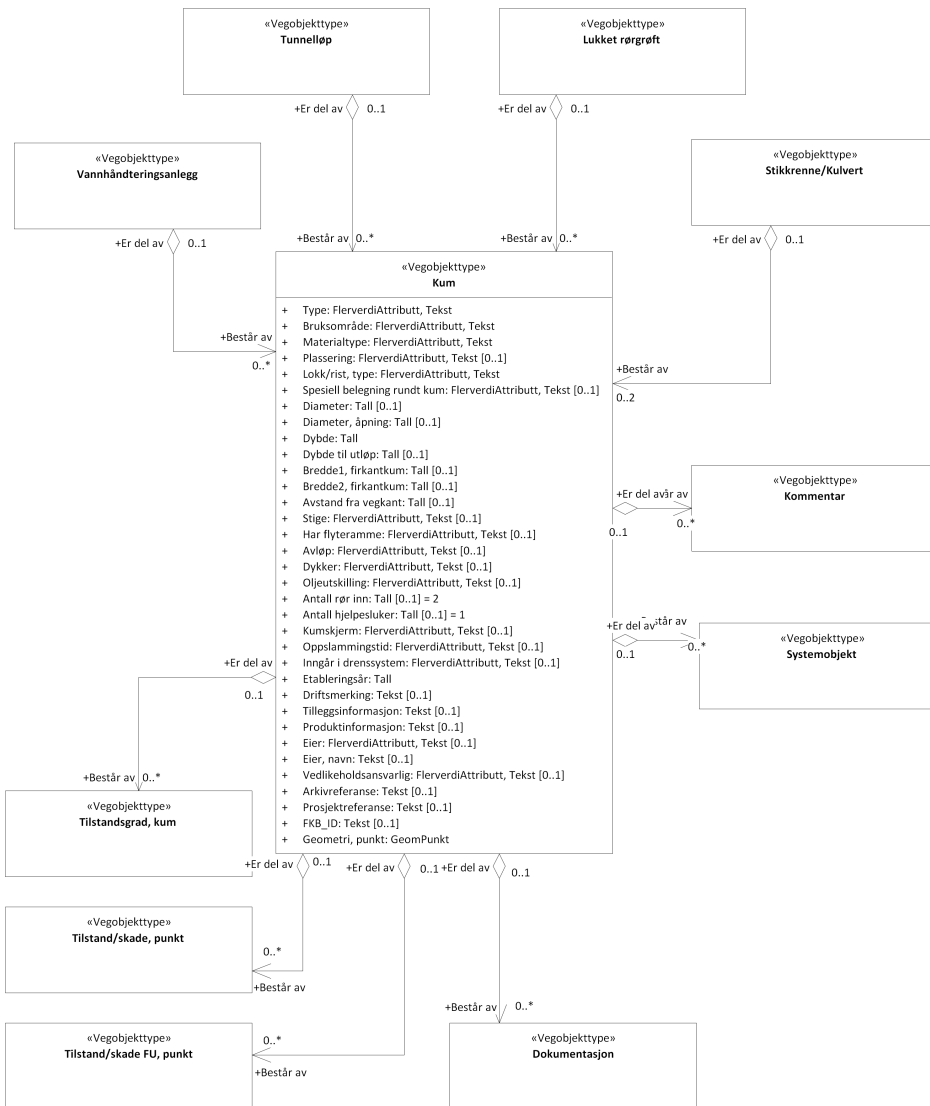 «Vegobjekttype»
Tunnelløp
«Vegobjekttype»
Lukket rørgrøft
+Er del av
0..1
+Er del av
0..1
«Vegobjekttype»
Vannhåndteringsanlegg
«Vegobjekttype»
Stikkrenne/Kulvert
+Er del av
0..1
+Består av
0..*
+Består av
0..*
+Er del av
0..1
«Vegobjekttype»
Kum
+ Type: FlerverdiAttributt, Tekst
+ Bruksområde: FlerverdiAttributt, Tekst
+ Materialtype: FlerverdiAttributt, Tekst
+ Plassering: FlerverdiAttributt, Tekst [0..1]
+ Lokk/rist, type: FlerverdiAttributt, Tekst
+ Spesiell belegning rundt kum: FlerverdiAttributt, Tekst [0..1]
+ Diameter: Tall [0..1]
+ Diameter, åpning: Tall [0..1]
+ Dybde: Tall
+ Dybde til utløp: Tall [0..1]
+ Bredde1, firkantkum: Tall [0..1]
+ Bredde2, firkantkum: Tall [0..1]
+ Avstand fra vegkant: Tall [0..1]
+ Stige: FlerverdiAttributt, Tekst [0..1]
+ Har flyteramme: FlerverdiAttributt, Tekst [0..1]
+ Avløp: FlerverdiAttributt, Tekst [0..1]
+ Dykker: FlerverdiAttributt, Tekst [0..1]
+ Oljeutskilling: FlerverdiAttributt, Tekst [0..1]
+ Antall rør inn: Tall [0..1] = 2
+ Antall hjelpesluker: Tall [0..1] = 1
+ Kumskjerm: FlerverdiAttributt, Tekst [0..1]
+ Oppslammingstid: FlerverdiAttributt, Tekst [0..1]
+ Inngår i drenssystem: FlerverdiAttributt, Tekst [0..1]
+ Etableringsår: Tall
+ Driftsmerking: Tekst [0..1]
+ Tilleggsinformasjon: Tekst [0..1]
+ Produktinformasjon: Tekst [0..1]
+ Eier: FlerverdiAttributt, Tekst [0..1]
+ Eier, navn: Tekst [0..1]
+ Vedlikeholdsansvarlig: FlerverdiAttributt, Tekst [0..1]
+ Arkivreferanse: Tekst [0..1]
+ Prosjektreferanse: Tekst [0..1]
+ FKB_ID: Tekst [0..1]
+ Geometri, punkt: GeomPunkt
+Består av
0..*
+Består av
0..2
+Er del av
0..1
0..*
«Vegobjekttype»
Kommentar
+Er del av
0..1
0..*
«Vegobjekttype»
Systemobjekt
+Er del av
0..1
+Består av
0..*
«Vegobjekttype»
Tilstandsgrad, kum
+Er del av
0..1
+Er del av
0..1
+Er del av
0..1
«Vegobjekttype»
Tilstand/skade, punkt
0..*
+Består av
«Vegobjekttype»
Tilstand/skade FU, punkt
0..*
+Består av
+Består av
0..*
«Vegobjekttype»
Dokumentasjon